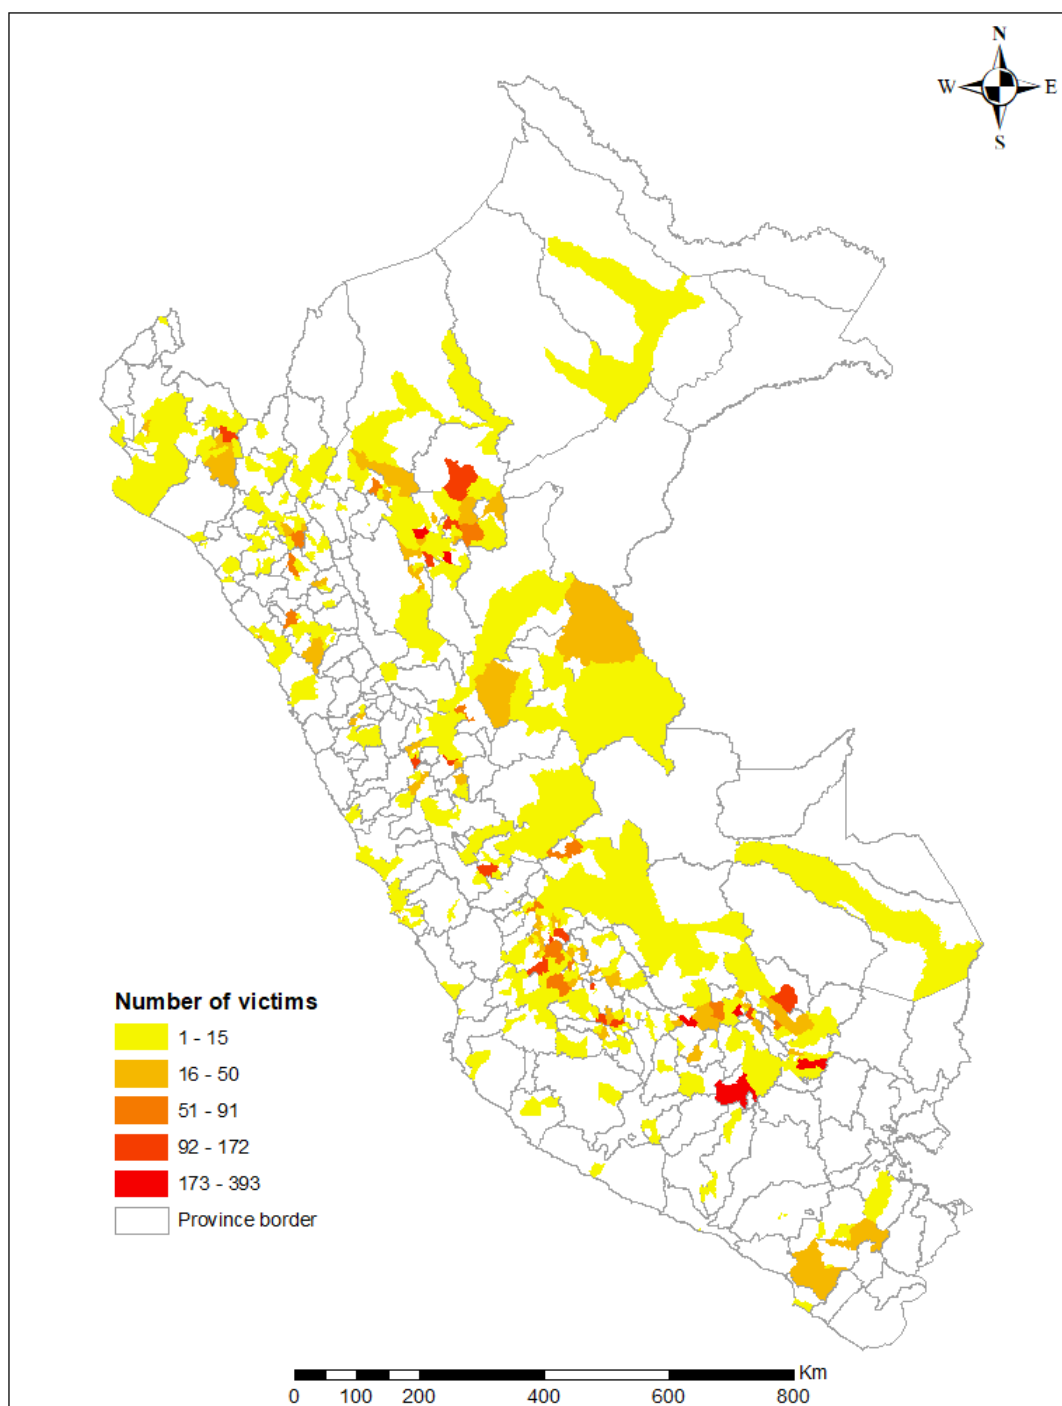 N
W E
S
Number of victims
1 - 15
16 - 50
51 - 91
92 - 172
173 - 393
Province border
Km
0 100 200 400 600 800